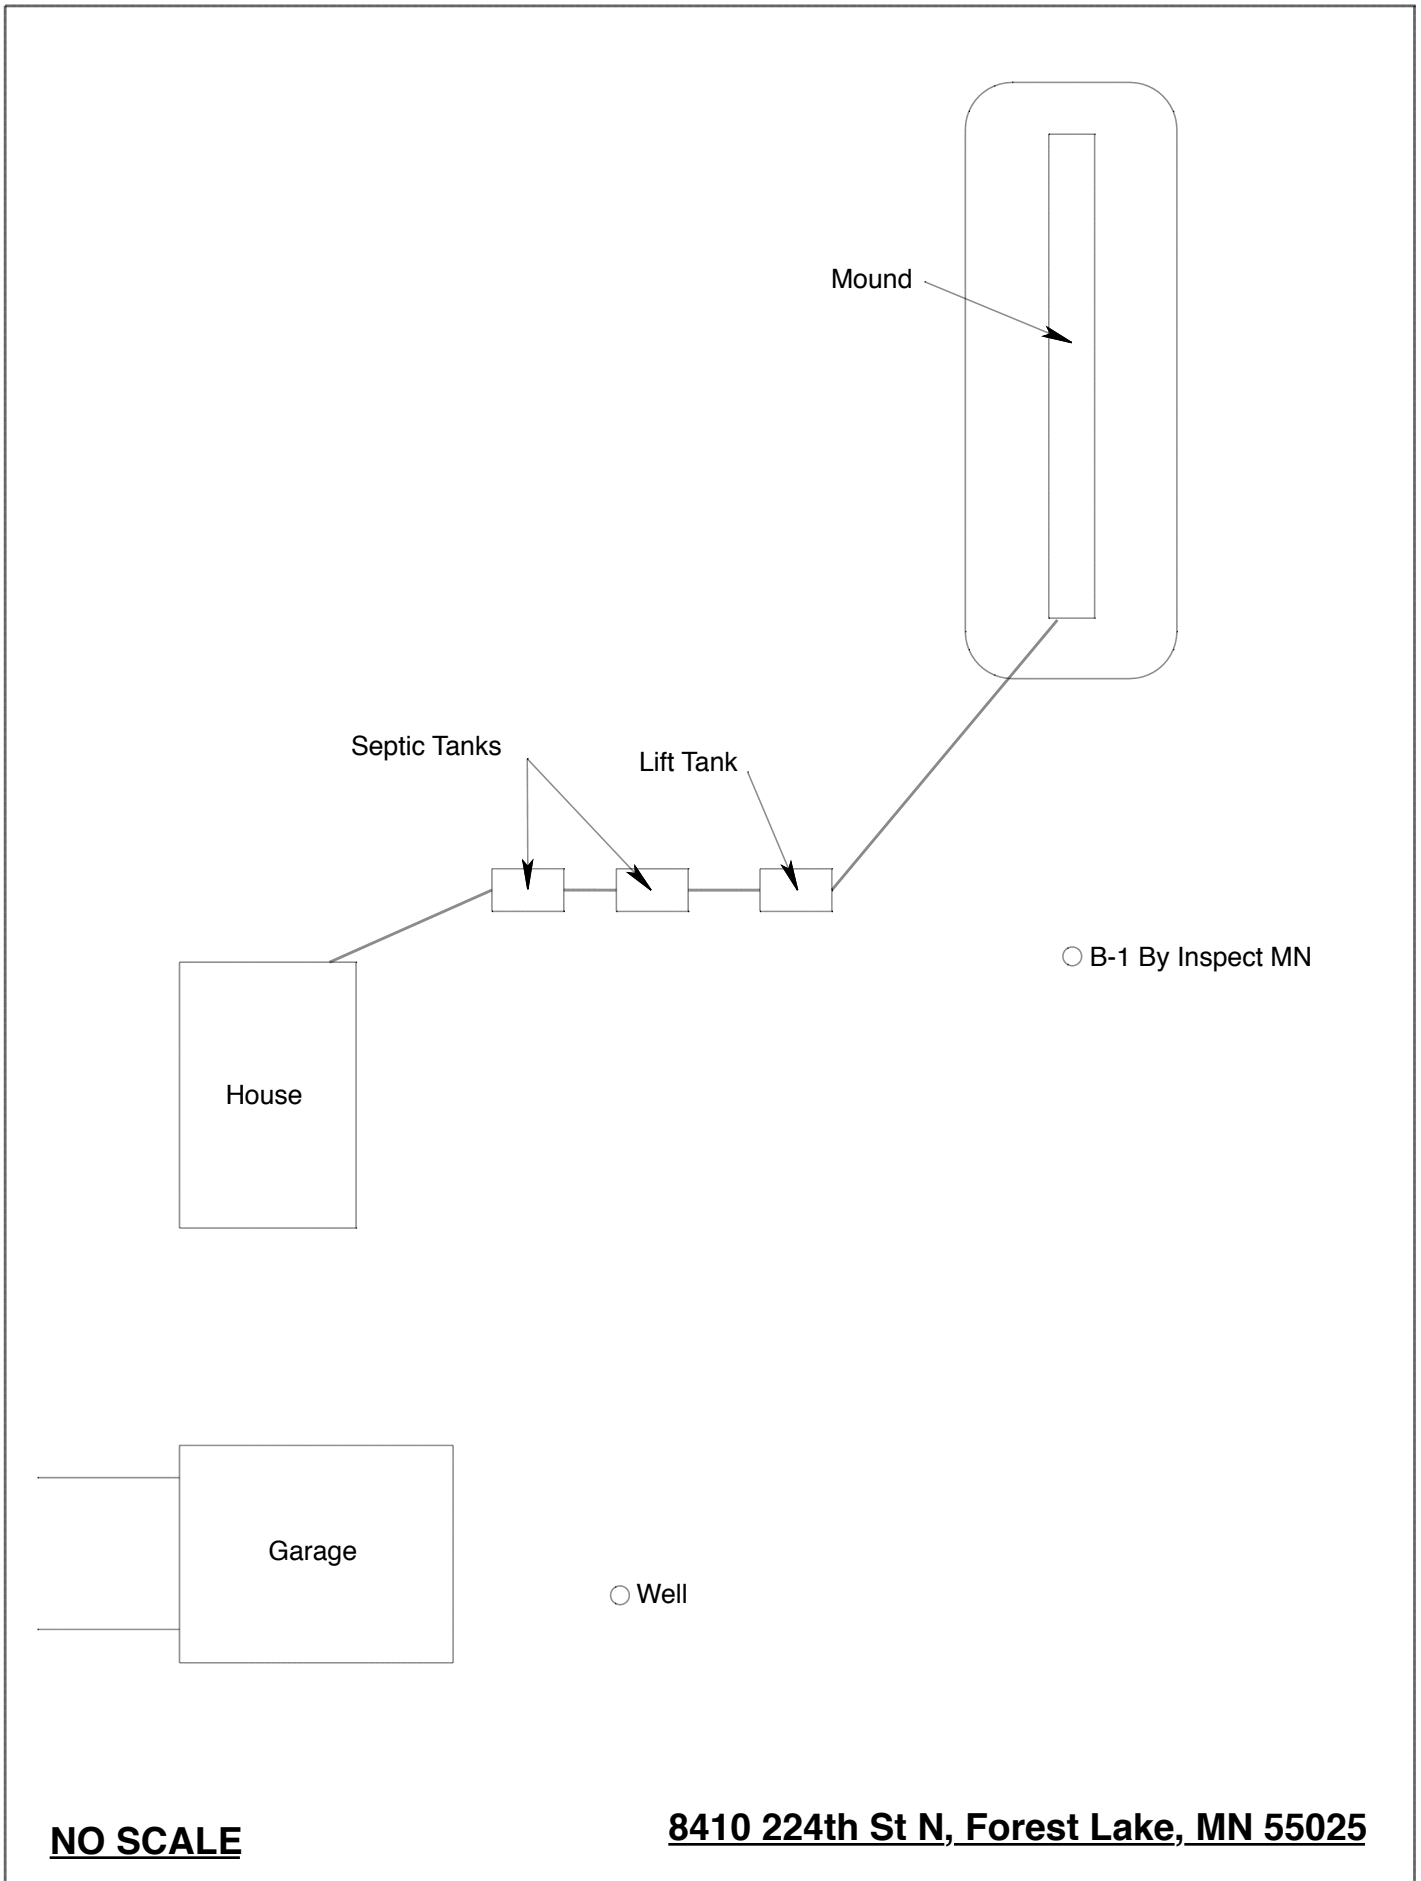 Mound
Septic Tanks
Lift Tank
B-1 By Inspect MN
House
Garage
Well
NO SCALE
8410 224th St N, Forest Lake, MN 55025